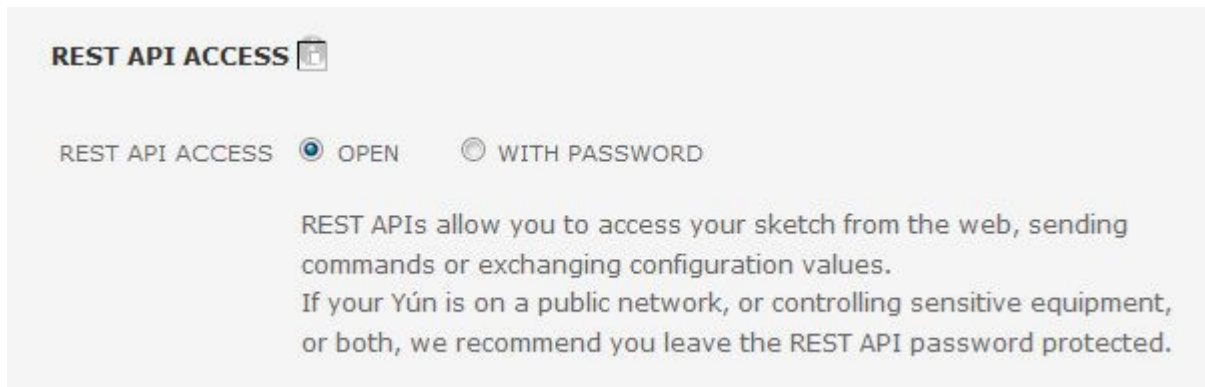 REST API ACCESS
REST API ACCESS OPEN WITH PASSWORD
REST APIs allow you to access your sketch from the web, sending
commands or exchanging configuration values.
If your Yún is on a public network, or controlling sensitive equipment,
or both, we recommend you leave the REST API password protected.